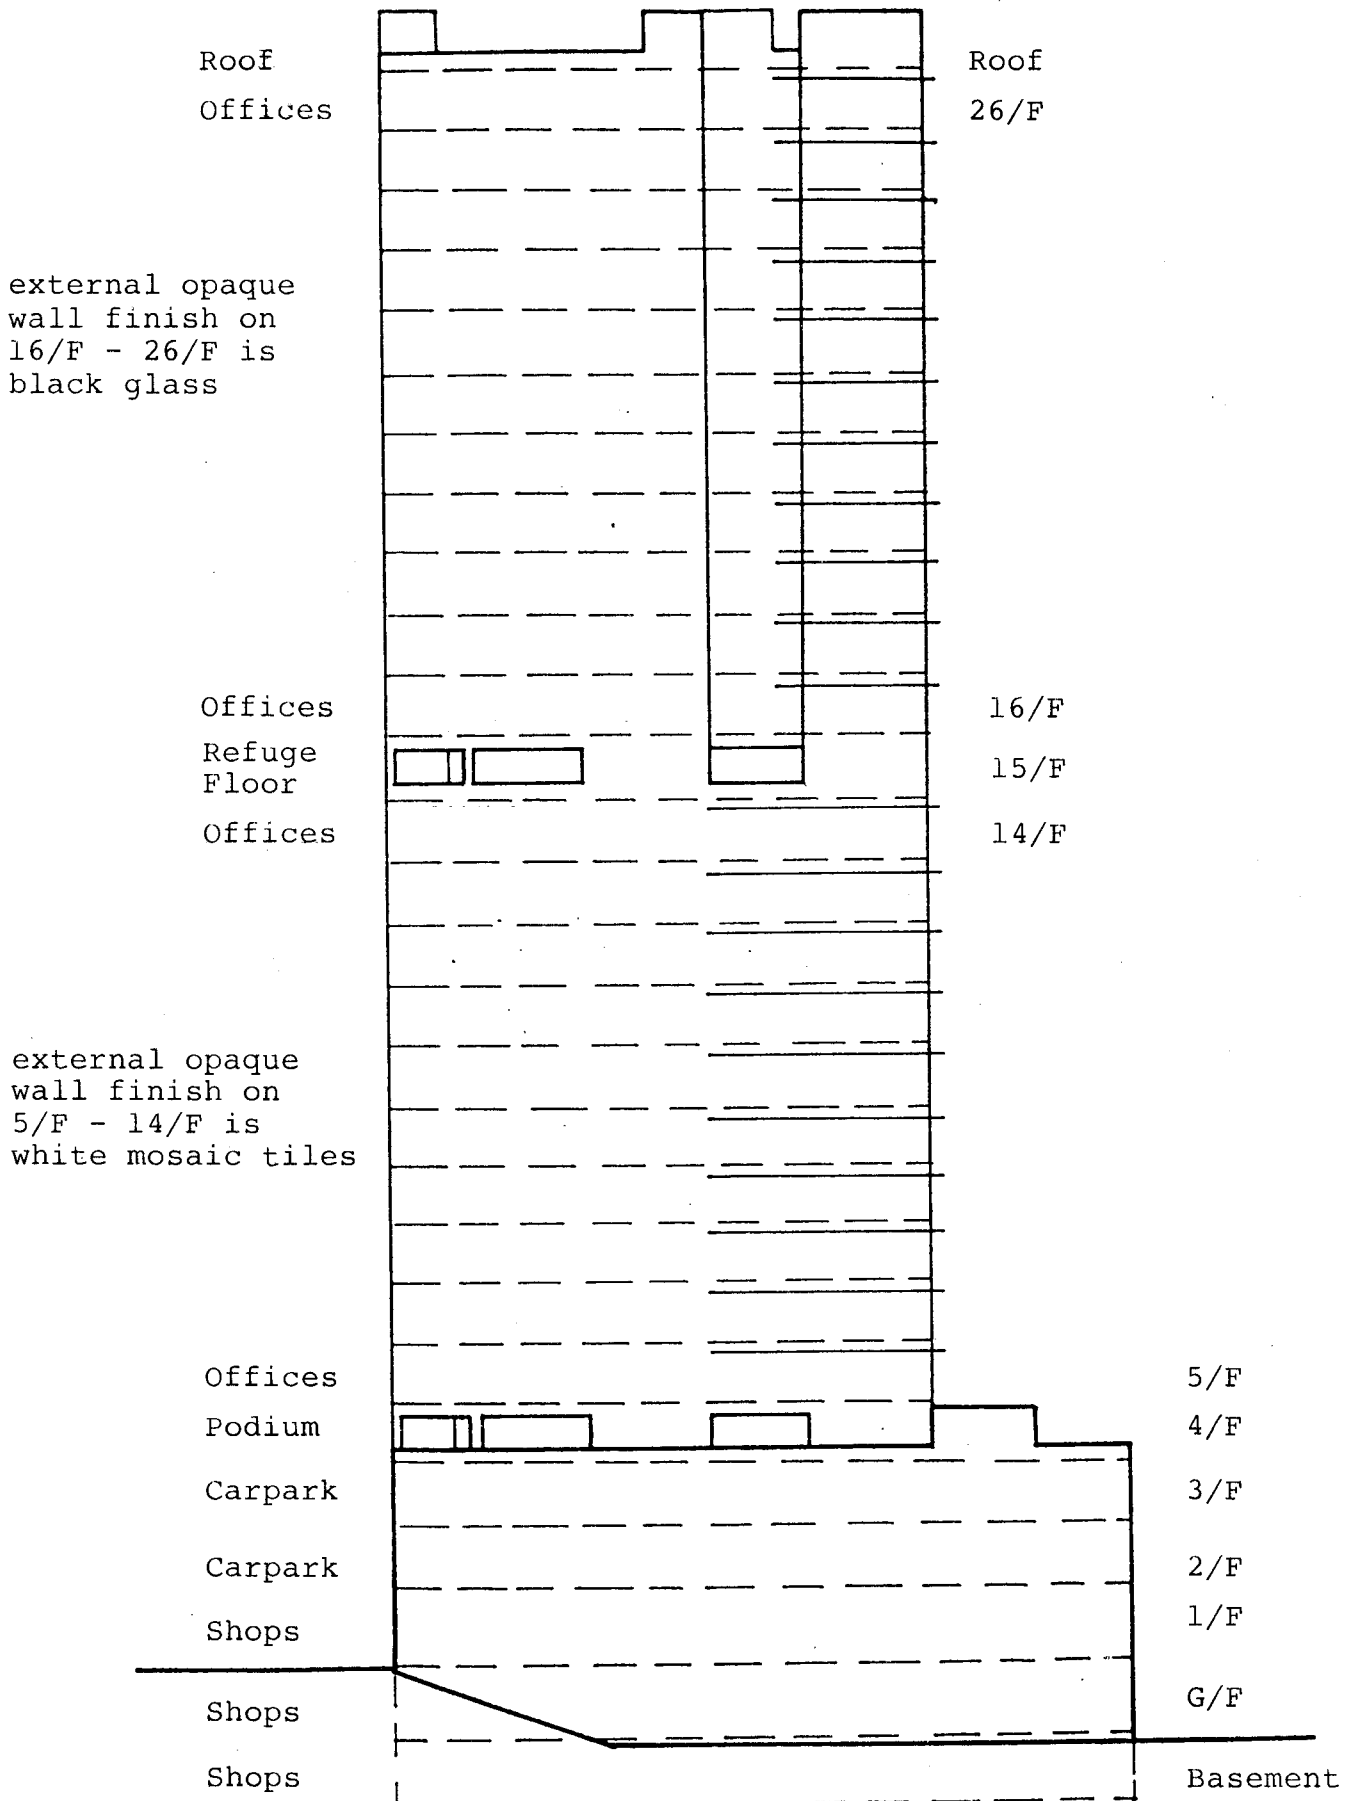 Roof Roof
Offices 26/F
external opaque
wall finish on
16/F - 26/F is
black glass
Offices 16/F
Refuge
Floor 15/F
Offices 14/F
external opaque
wall finish on
5/F - 14/F is
white mosaic tiles
Offices 5/F
Podium 4/F
Carpark 3/F
Carpark 2/F
Shops 1/F
Shops G/F
Shops Basement